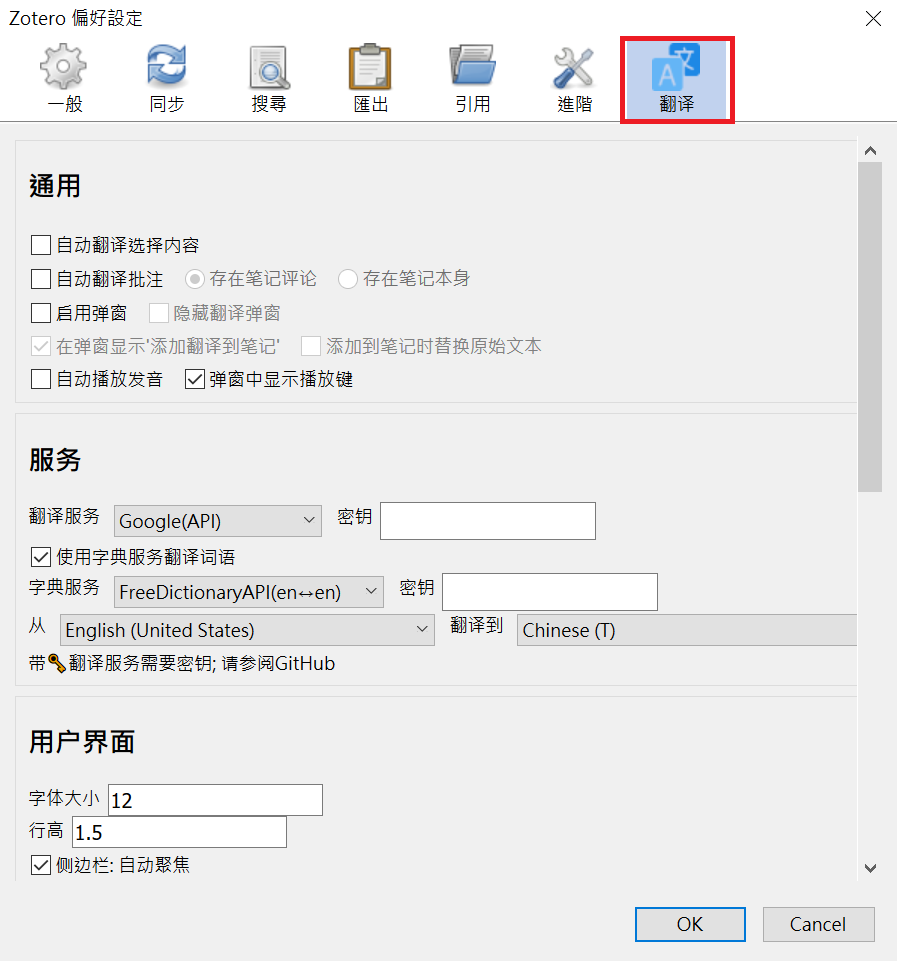 Zotero 偏好設定
一般 同步 搜尋 匯出 引用 進階 翻译
通用
自动翻译选择内容
自动翻译批注 存在笔记评论 存在笔记本身
启用弹窗 隐藏翻译弹窗
在弹窗显示'添加翻译到笔记' 添加到笔记时替换原始文本
自动播放发音 弹窗中显示播放键
服务
翻译服务 Google(API) 密钥
使用字典服务翻译词语
字典服务 FreeDictionaryAPI(en↔en) 密钥
从 English (United States) 翻译到 Chinese (T)
带🔑翻译服务需要密钥; 请参阅GitHub
用户界面
字体大小 12
行高 1.5
侧边栏: 自动聚焦
OK Cancel